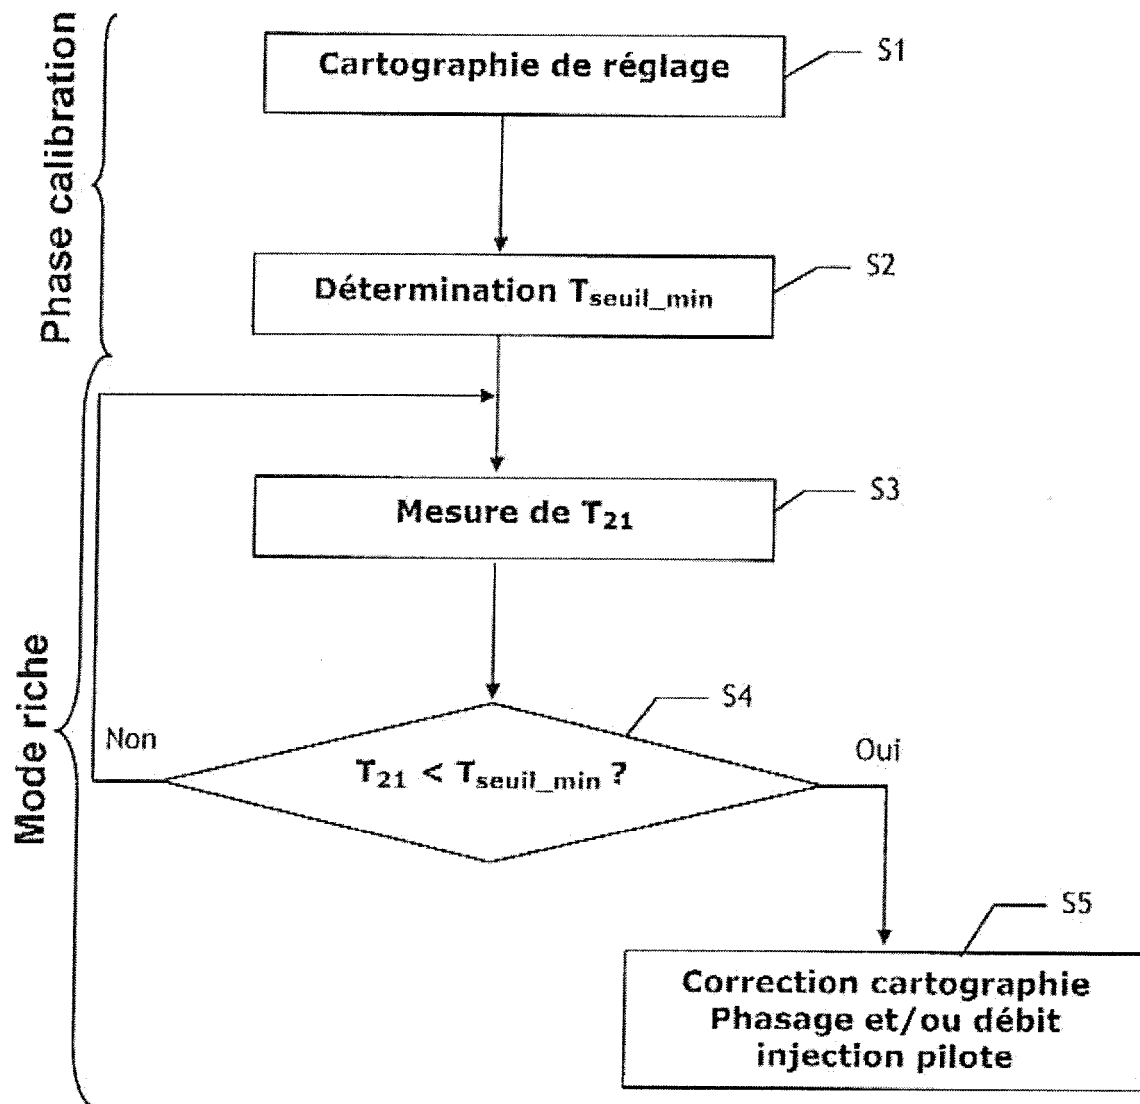 Phase calibration
Cartographie de réglage
S1
Détermination Tseuil_min
S2
Mode riche
Mesure de T21
S3
T21 < Tseuil_min ?
S4
Non
Oui
S5
Correction cartographie
Phasage et/ou débit
injection pilote